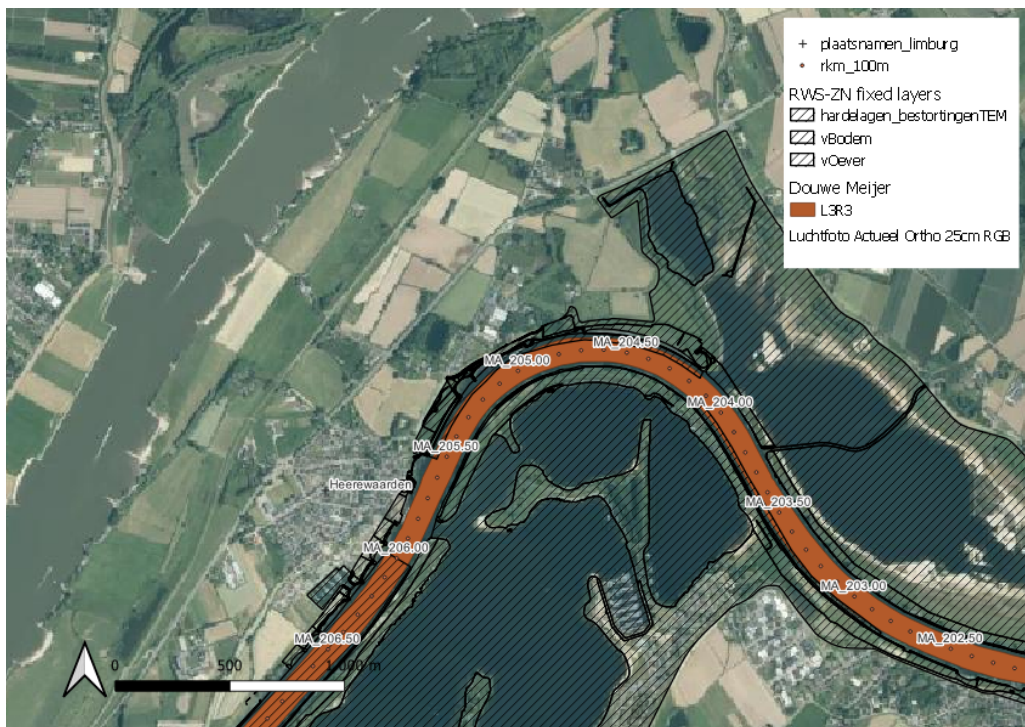 plaatsnamen_limburg
rkm_100m
RWS-ZN fixed layers
hardelagen_bestortingenTEM
vBodem
vOever
Douwe Meijer
L3R3
Luchtfoto Actueel Ortho 25cm RGB
MA_204.50
MA_205.00
MA_204.00
MA_205.50
Heerewaarden
MA_203.50
MA_206.00
MA_203.00
MA_206.50
MA_202.50
0 500 1.000 m